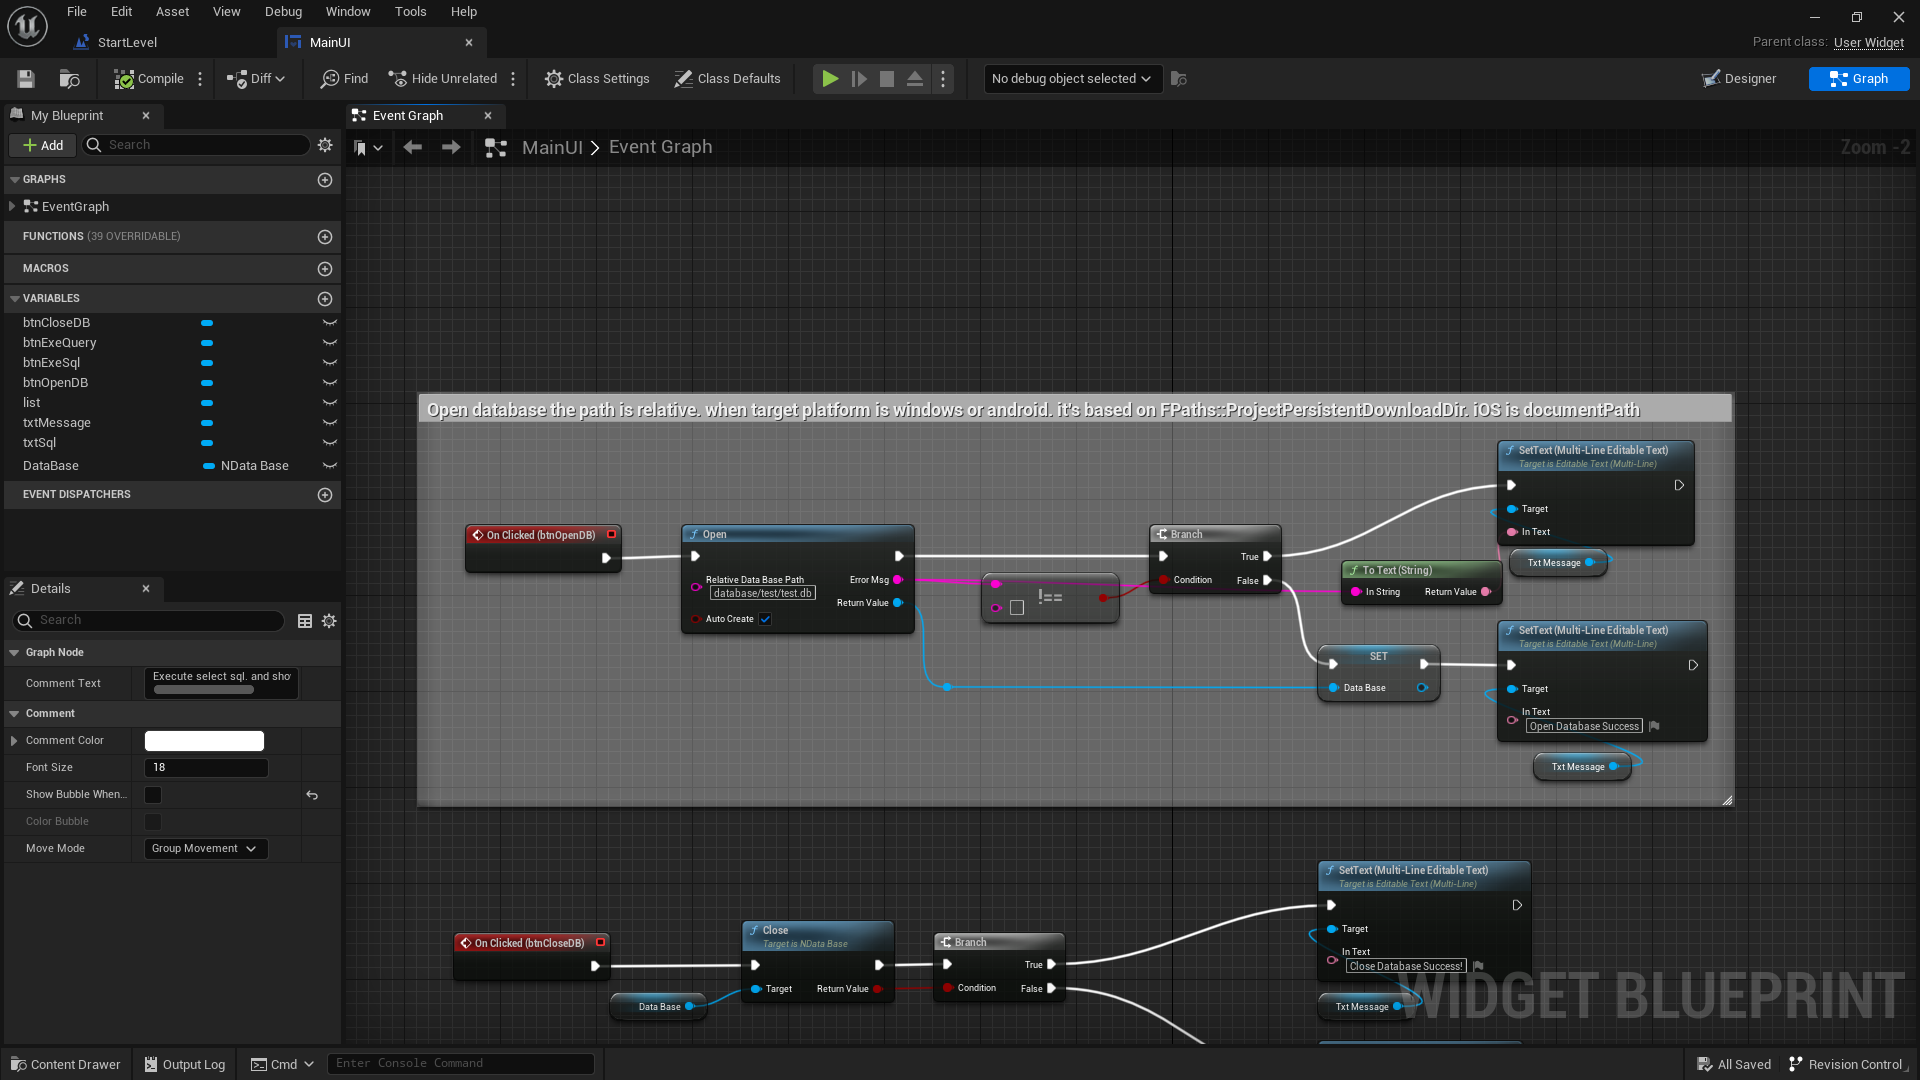 File Edit Asset View Debug Window Tools Help
StartLevel
MainUI
Parent class: User Widget
Compile
Diff
Find
Hide Unrelated
Class Settings
Class Defaults
No debug object selected
Designer
Graph
My Blueprint
Add
Search
GRAPHS
EventGraph
FUNCTIONS (39 OVERRIDABLE)
MACROS
VARIABLES
btnCloseDB
btnExeQuery
btnExeSql
btnOpenDB
list
txtMessage
txtSql
DataBase NData Base
EVENT DISPATCHERS
Details
Search
Graph Node
Comment Text Execute select sql. and sho
Comment
Comment Color
Font Size 18
Show Bubble When...
Color Bubble
Move Mode Group Movement
Event Graph
MainUI > Event Graph
Zoom -2
Open database the path is relative. when target platform is windows or android. it's based on FPaths::ProjectPersistentDownloadDir. iOS is documentPath
On Clicked (btnOpenDB)
Open
Relative Data Base Path
database/test/test.db
Auto Create
Error Msg
Return Value
!==
Branch
True
Condition
False
SetText (Multi-Line Editable Text)
Target is Editable Text (Multi-Line)
Target
In Text
Txt Message
To Text (String)
In String Return Value
SET
Data Base
SetText (Multi-Line Editable Text)
Target is Editable Text (Multi-Line)
Target
In Text
Open Database Success
Txt Message
On Clicked (btnCloseDB)
Data Base
Close
Target is NData Base
Target Return Value
Branch
True
Condition False
SetText (Multi-Line Editable Text)
Target is Editable Text (Multi-Line)
Target
In Text
Close Database Success!
Txt Message
WIDGET BLUEPRINT
Content Drawer
Output Log
Cmd
Enter Console Command
All Saved
Revision Control